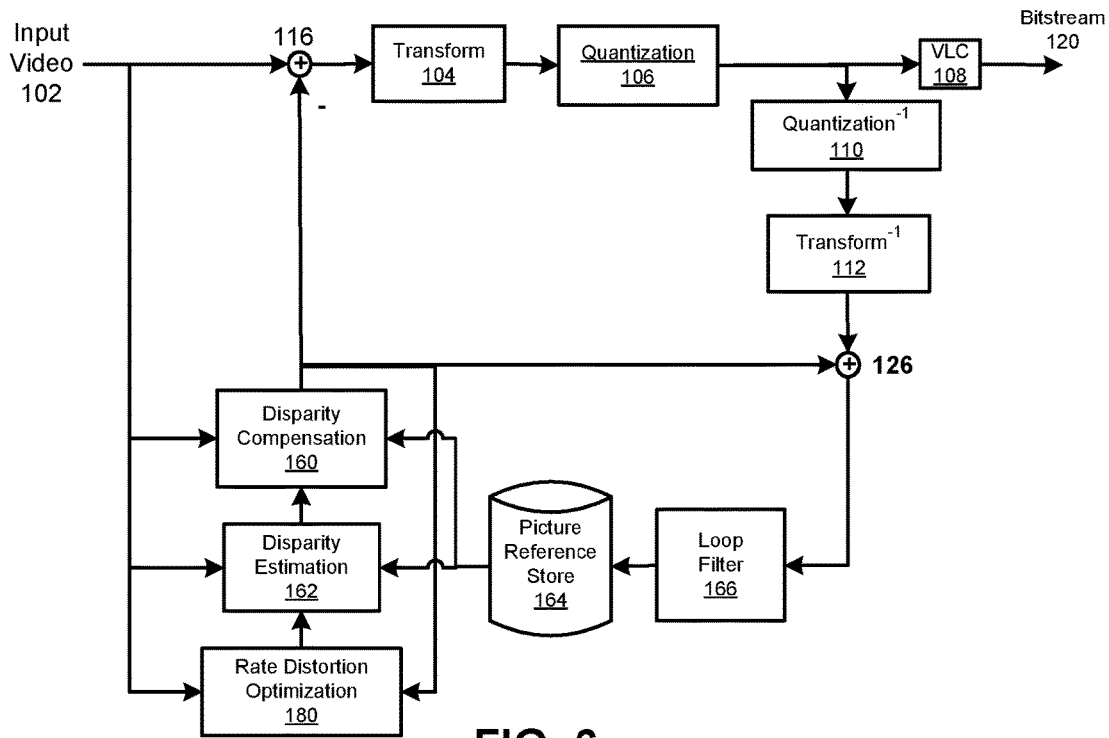 Input
Video
102
116
Transform
104
Quantization
106
VLC
108
Bitstream
120
Quantization-1
110
Transform-1
112
-
126
Disparity
Compensation
160
Disparity
Estimation
162
Rate Distortion
Optimization
180
Picture
Reference
Store
164
Loop
Filter
166